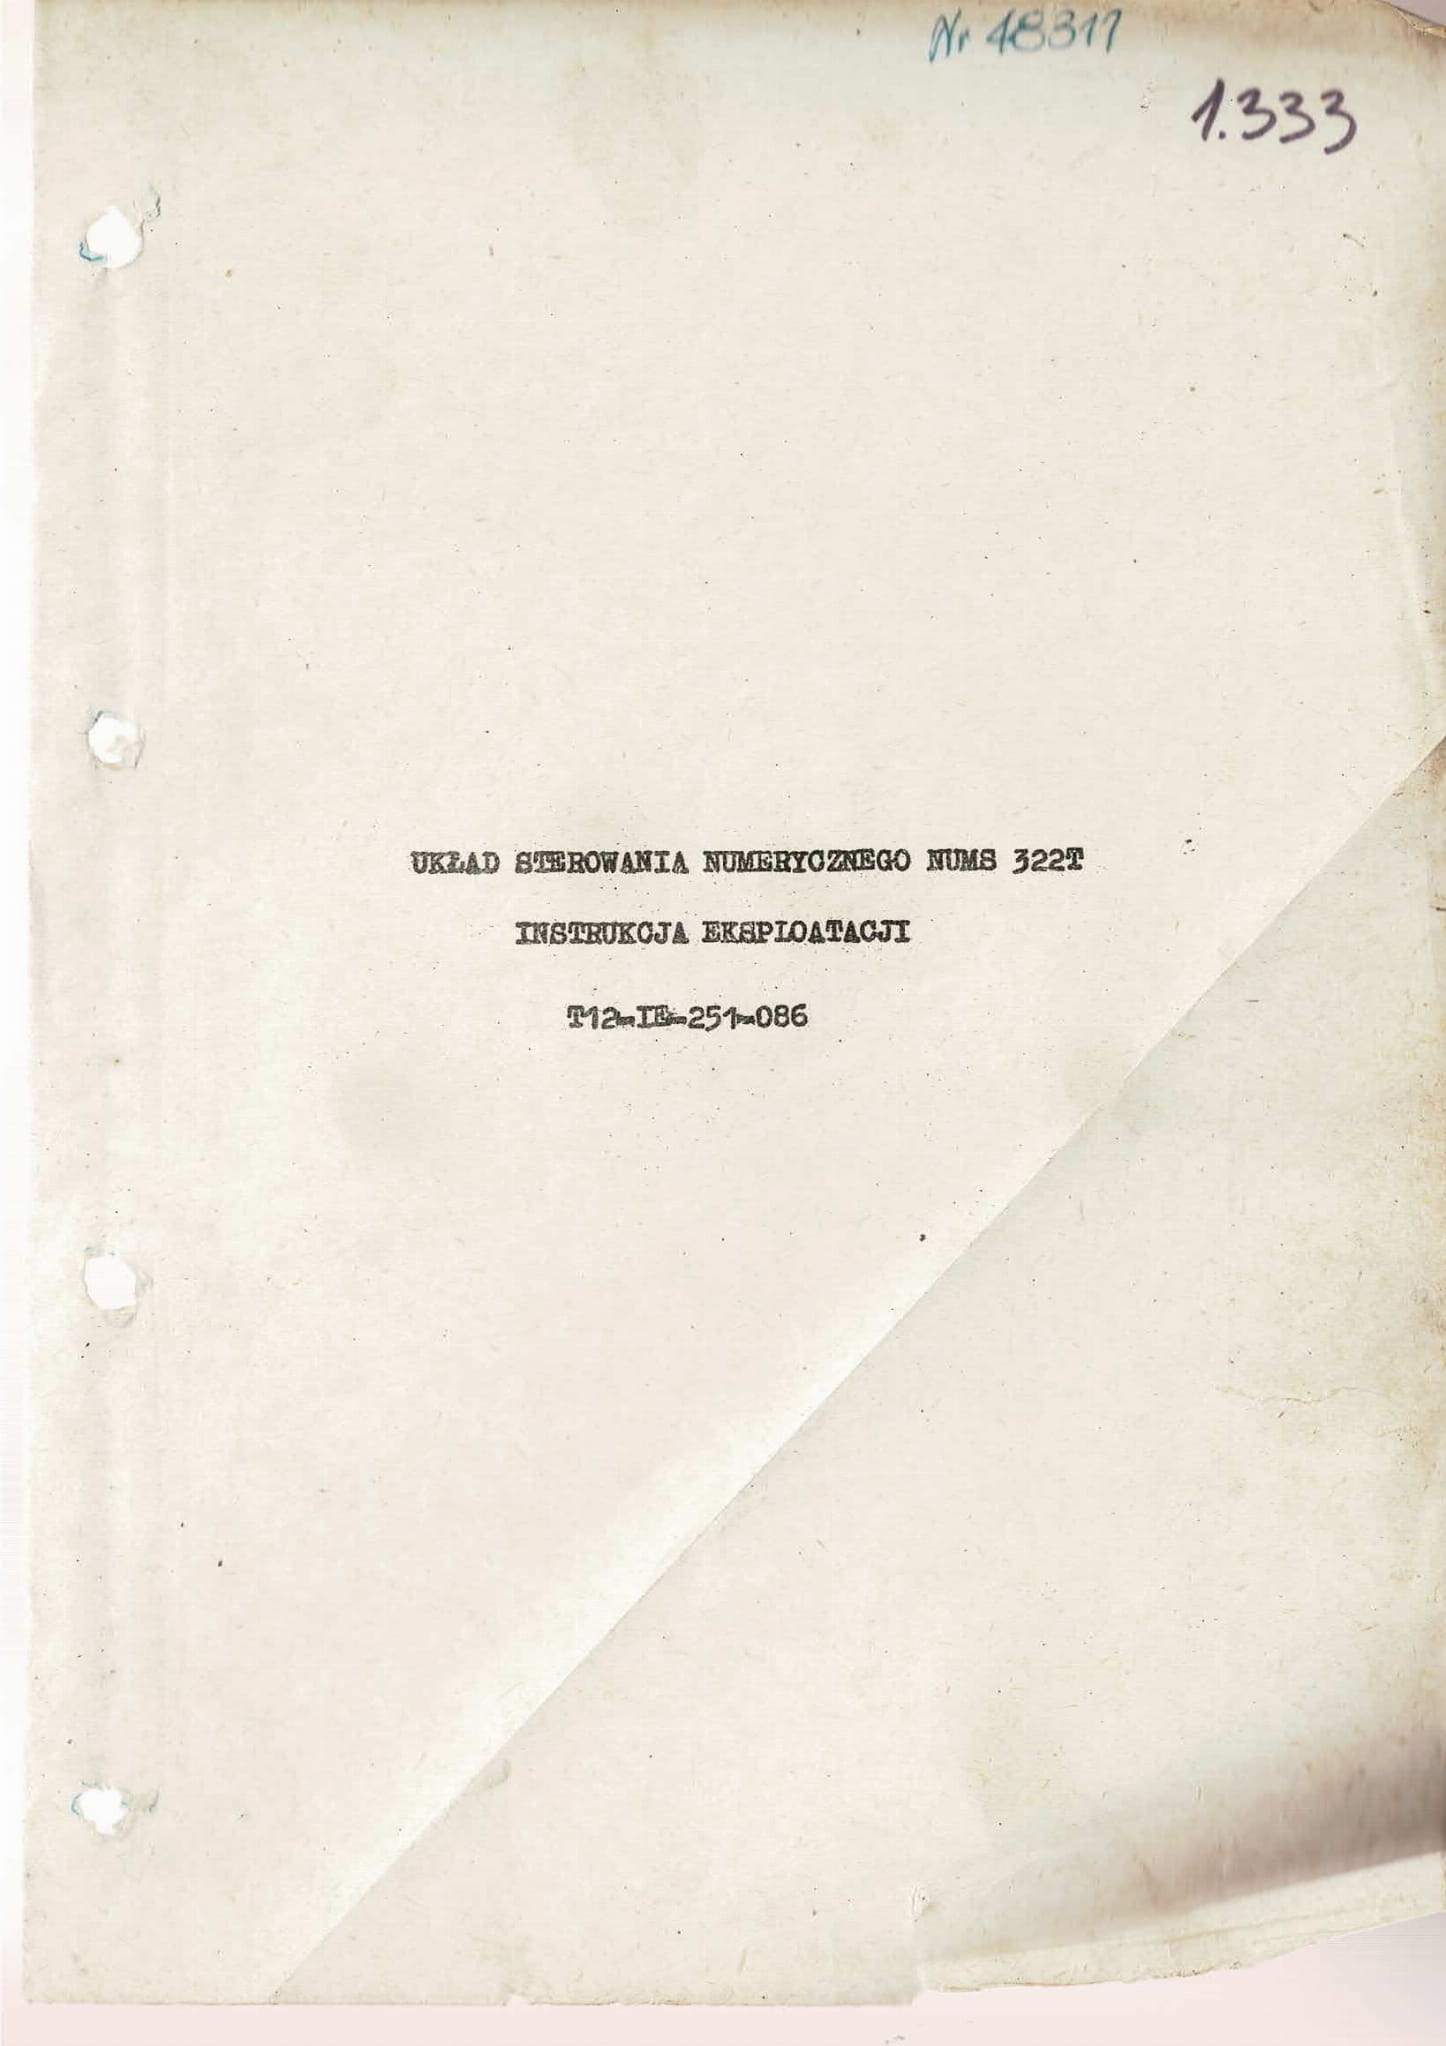 Nr 48317
1.333
UKŁAD STEROWANIA NUMERYCZNEGO NUMS 322T
INSTRUKCJA EKSPLOATACJI
T12-IE-251-086